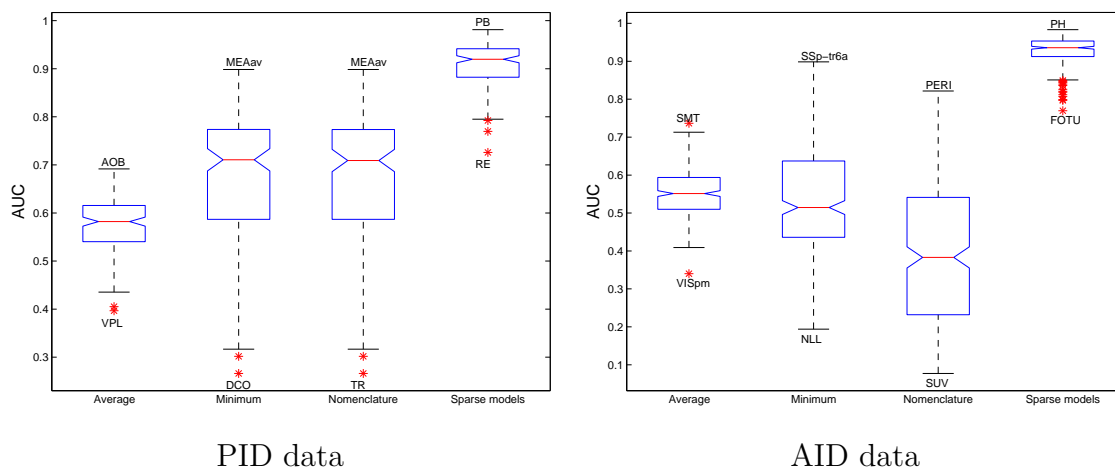 1
PB
0.9
MEAav
MEAav
0.8
0.7
AOB
RE
0.6
0.5
0.4
VPL
0.3
DCO
TR
AUC
Average
Minimum
Nomenclature
Sparse models
PID data
1
PH
SSp-tr6a
0.9
0.8
PERI
SMT
FOTU
0.7
0.6
0.5
0.4
0.3
VISpm
0.2
NLL
0.1
SUV
AUC
Average
Minimum
Nomenclature
Sparse models
AID data